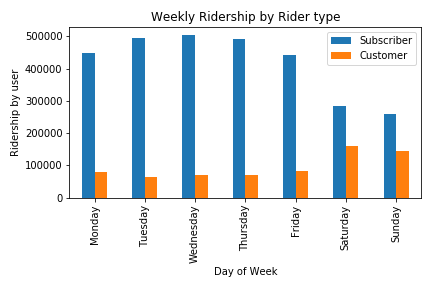 Weekly Ridership by Rider type
Subscriber
Customer
Ridership by user
500000
400000
300000
200000
100000
0
Monday
Tuesday
Wednesday
Thursday
Friday
Saturday
Sunday
Day of Week